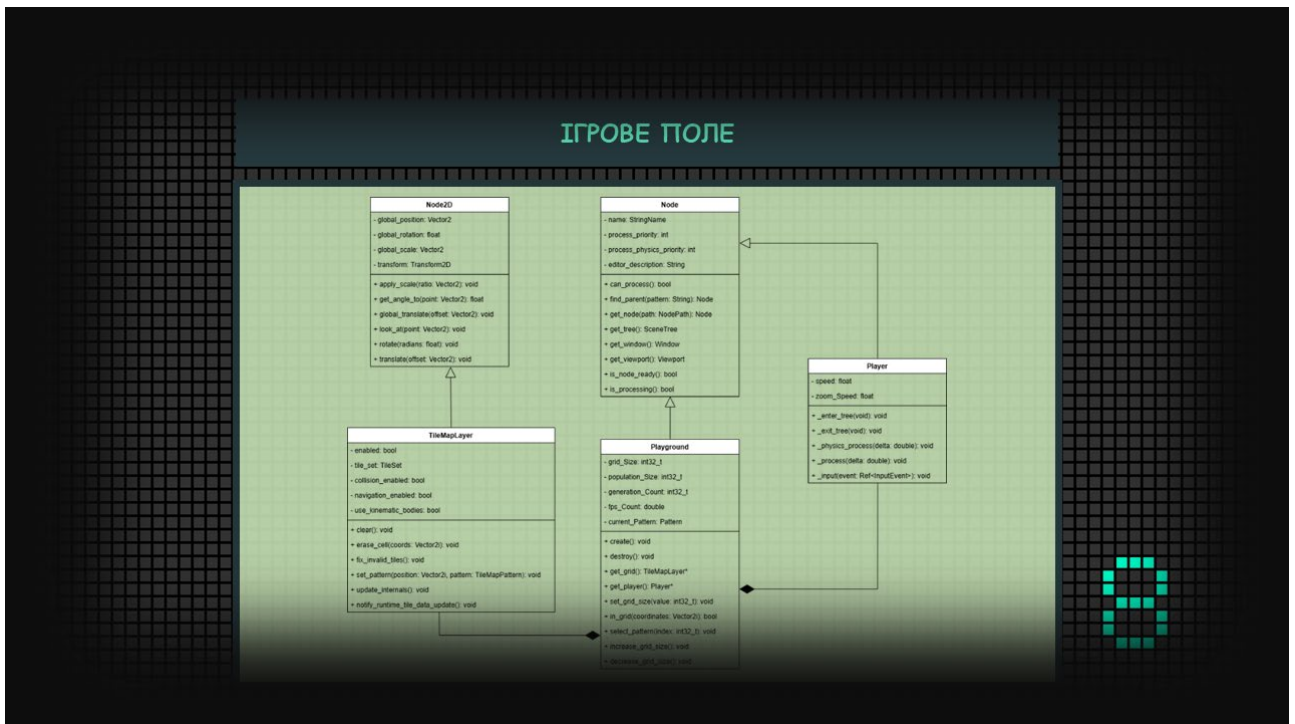 ІГРОВЕ ПОЛЕ
Node2D
- global_position: Vector2
- global_rotation: float
- global_scale: Vector2
- transform: Transform2D
+ apply_scale(ratio: Vector2): void
+ get_angle_to(point: Vector2): float
+ global_translate(offset: Vector2): void
+ look_at(point: Vector2): void
+ rotate(radians: float): void
+ translate(offset: Vector2): void
Node
- name: StringName
- process_priority: int
- process_physics_priority: int
- editor_description: String
+ can_process(): bool
+ find_parent(pattern: String): Node
+ get_node(path: NodePath): Node
+ get_tree(): SceneTree
+ get_window(): Window
+ get_viewport(): Viewport
+ is_node_ready(): bool
+ is_processing(): bool
Player
- speed: float
- zoom_Speed: float
+ _enter_tree(void): void
+ _exit_tree(void): void
+ _physics_process(delta: double): void
+ _process(delta: double): void
+ _input(event: Ref<InputEvent>): void
TileMapLayer
- enabled: bool
- tile_set: TileSet
- collision_enabled: bool
- navigation_enabled: bool
- use_kinematic_bodies: bool
+ clear(): void
+ erase_cell(coords: Vector2i): void
+ fix_invalid_tiles(): void
+ set_pattern(position: Vector2i, pattern: TileMapPattern): void
+ update_internals(): void
+ notify_runtime_tile_data_update(): void
Playground
- grid_Size: int32_t
- population_Size: int32_t
- generation_Count: int32_t
- fps_Count: double
- current_Pattern: Pattern
+ create(): void
+ destroy(): void
+ get_grid(): TileMapLayer*
+ get_player(): Player*
+ set_grid_size(value: int32_t): void
+ in_grid(coordinates: Vector2i): bool
+ select_pattern(index: int32_t): void
+ increase_grid_size(): void
+ decrease_grid_size(): void
8